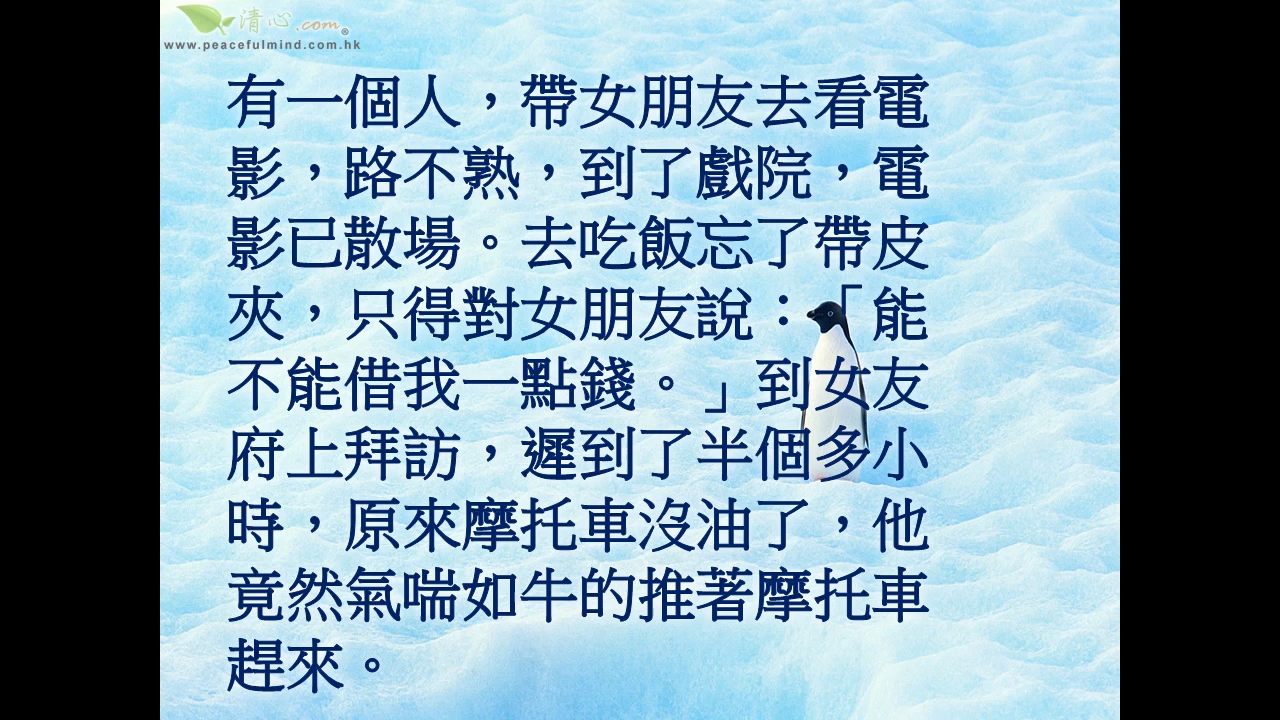 清心.com®
www.peacefulmind.com.hk
有一個人，帶女朋友去看電
影，路不熟，到了戲院，電
影已散場。去吃飯忘了帶皮
夾，只得對女朋友說：「能
不能借我一點錢。」到女友
府上拜訪，遲到了半個多小
時，原來摩托車沒油了，他
竟然氣喘如牛的推著摩托車
趕來。